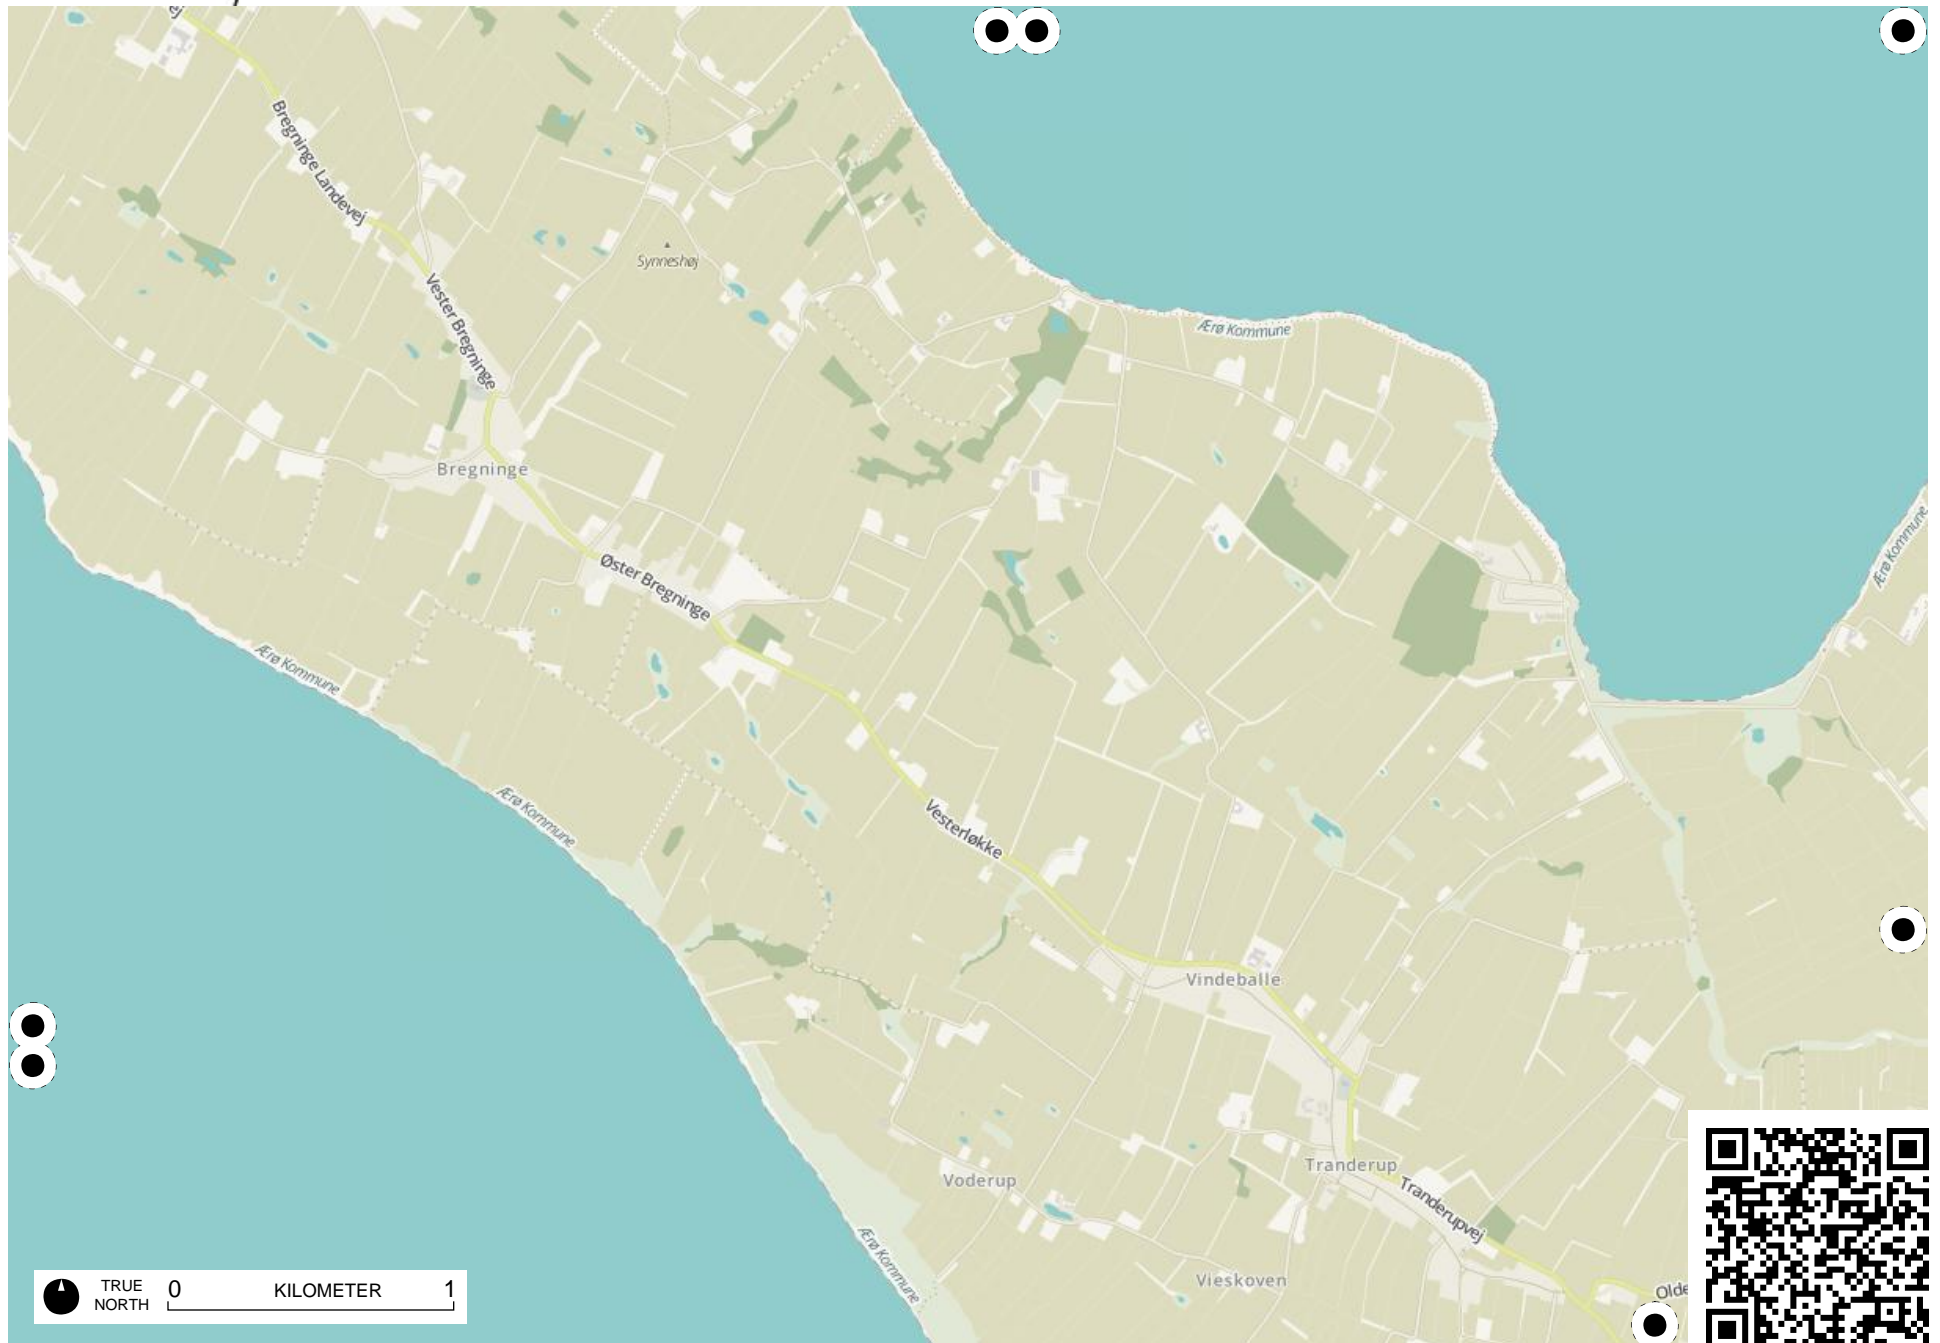 Bregninge Landevej
Synneshøj
Vester Bregninge
Ærø Kommune
Bregninge
Ærø Kommune
Øster Bregninge
Ærø Kommune
Ærø Kommune
Vesterløkke
Vindeballe
Tranderup
Voderup
Tranderupvej
Ærø Kommune
Vieskoven
Olde
TRUE
NORTH
0 KILOMETER 1